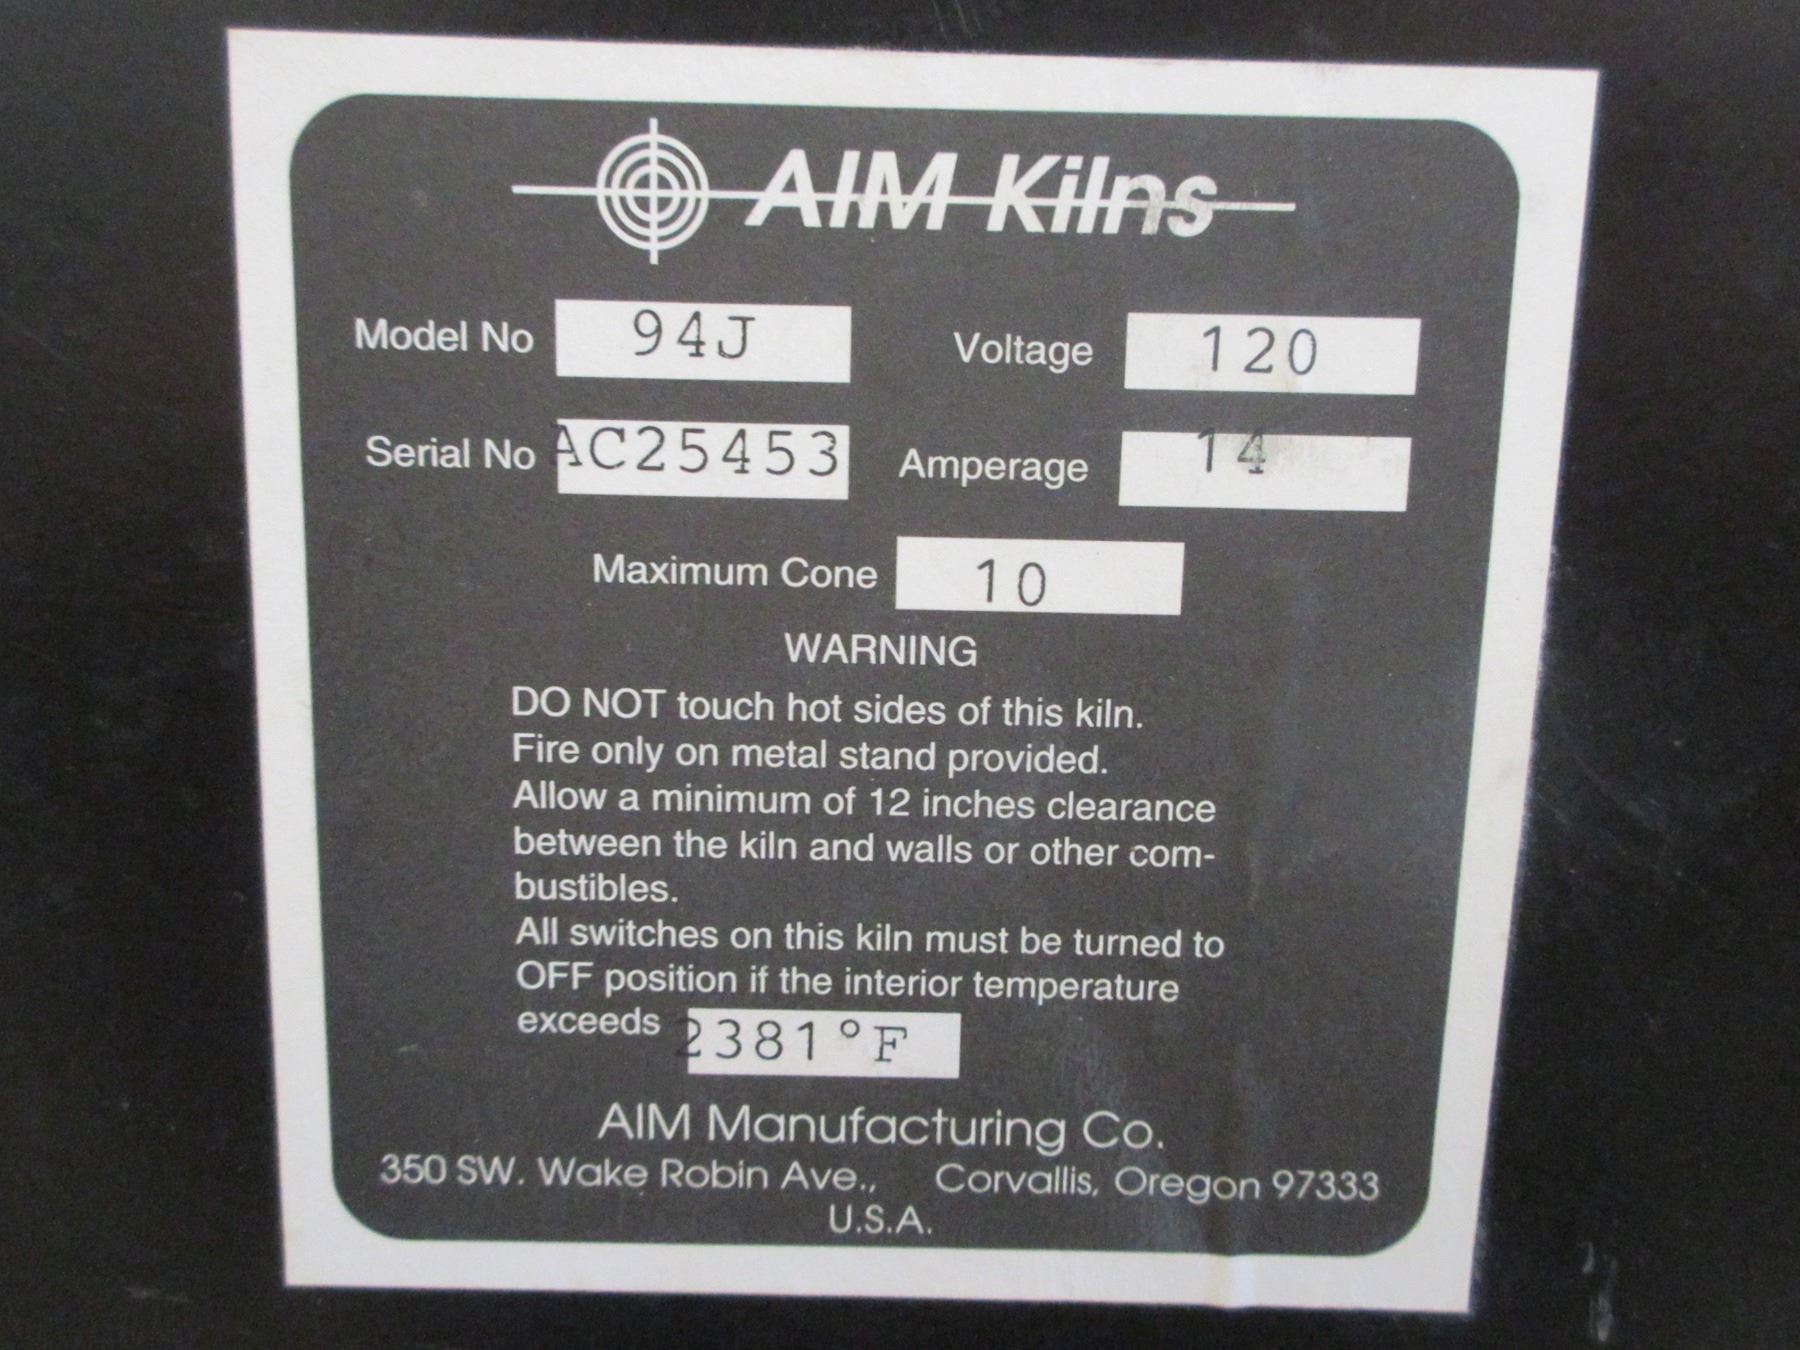 AIM Kilns
Model No 94J Voltage 120
Serial No AC25453 Amperage 14
Maximum Cone 10
WARNING
DO NOT touch hot sides of this kiln.
Fire only on metal stand provided.
Allow a minimum of 12 inches clearance
between the kiln and walls or other com-
bustibles.
All switches on this kiln must be turned to
OFF position if the interior temperature
exceeds 2381°F
AIM Manufacturing Co.
350 SW. Wake Robin Ave., Corvallis, Oregon 97333
U.S.A.